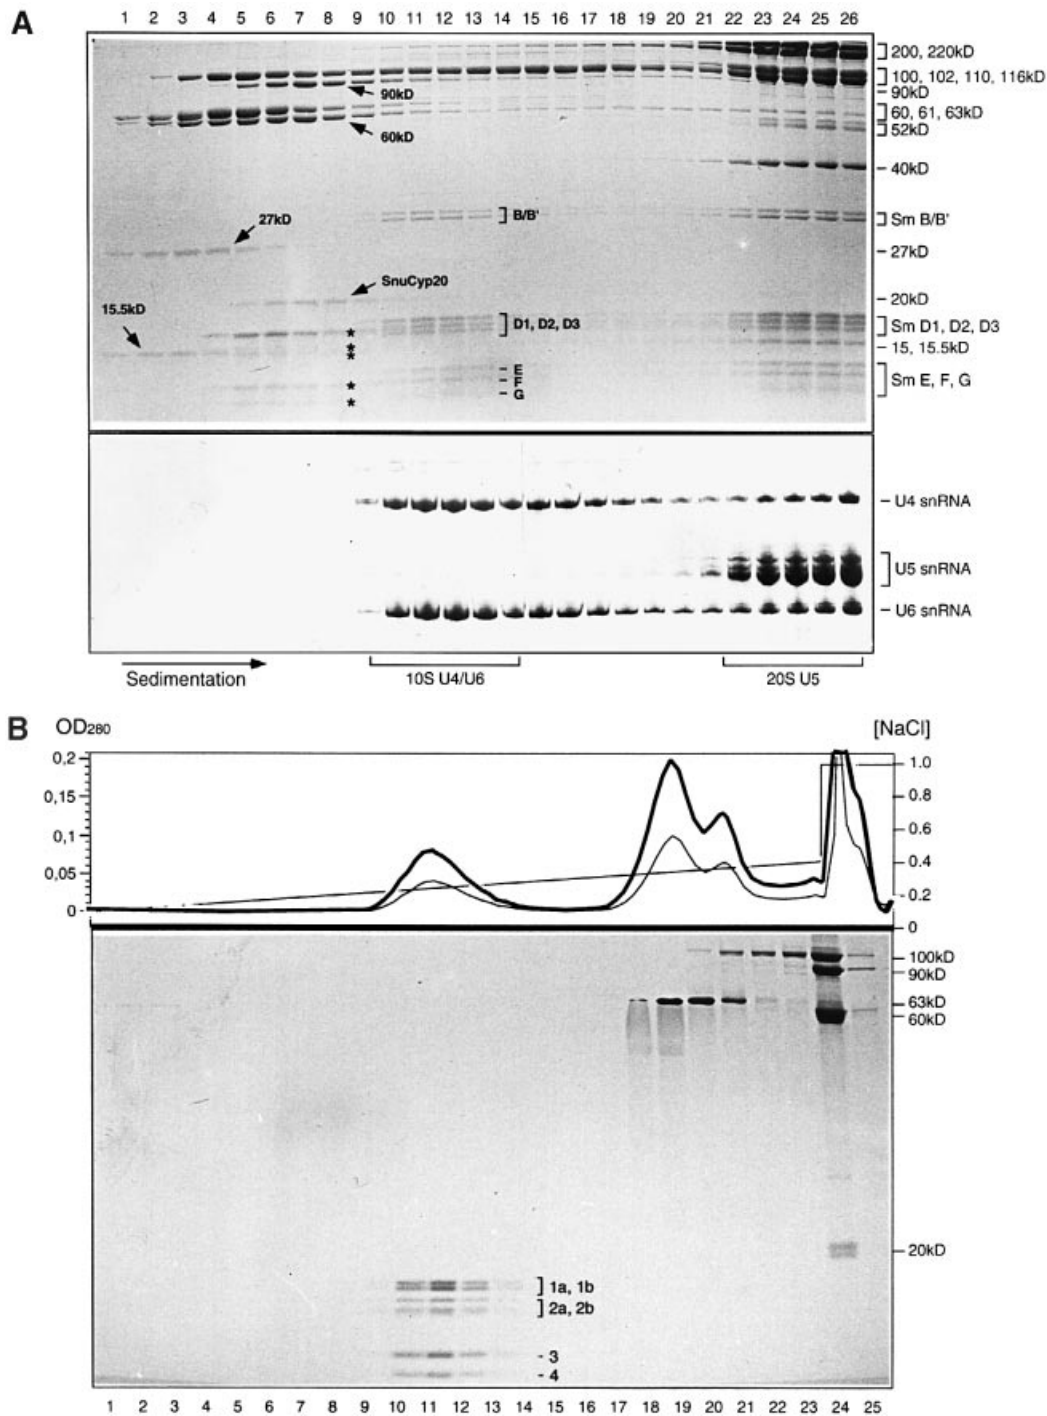 A
1 2 3 4 5 6 7 8 9 10 11 12 13 14 15 16 17 18 19 20 21 22 23 24 25 26
200, 220kD
100, 102, 110, 116kD
90kD
90kD
60, 61, 63kD
60kD
52kD
40kD
B/B'
Sm B/B'
27kD
27kD
SnuCyp20
20kD
15.5kD
D1, D2, D3
Sm D1, D2, D3
*
*
*
15, 15.5kD
E
F
G
Sm E, F, G
*
*
U4 snRNA
U5 snRNA
U6 snRNA
Sedimentation
10S U4/U6
20S U5
B
OD280
[NaCl]
0,2
0,15
0,1
0,05
0
1.0
0.8
0.6
0.4
0.2
0
100kD
90kD
63kD
60kD
20kD
1a, 1b
2a, 2b
3
4
1 2 3 4 5 6 7 8 9 10 11 12 13 14 15 16 17 18 19 20 21 22 23 24 25